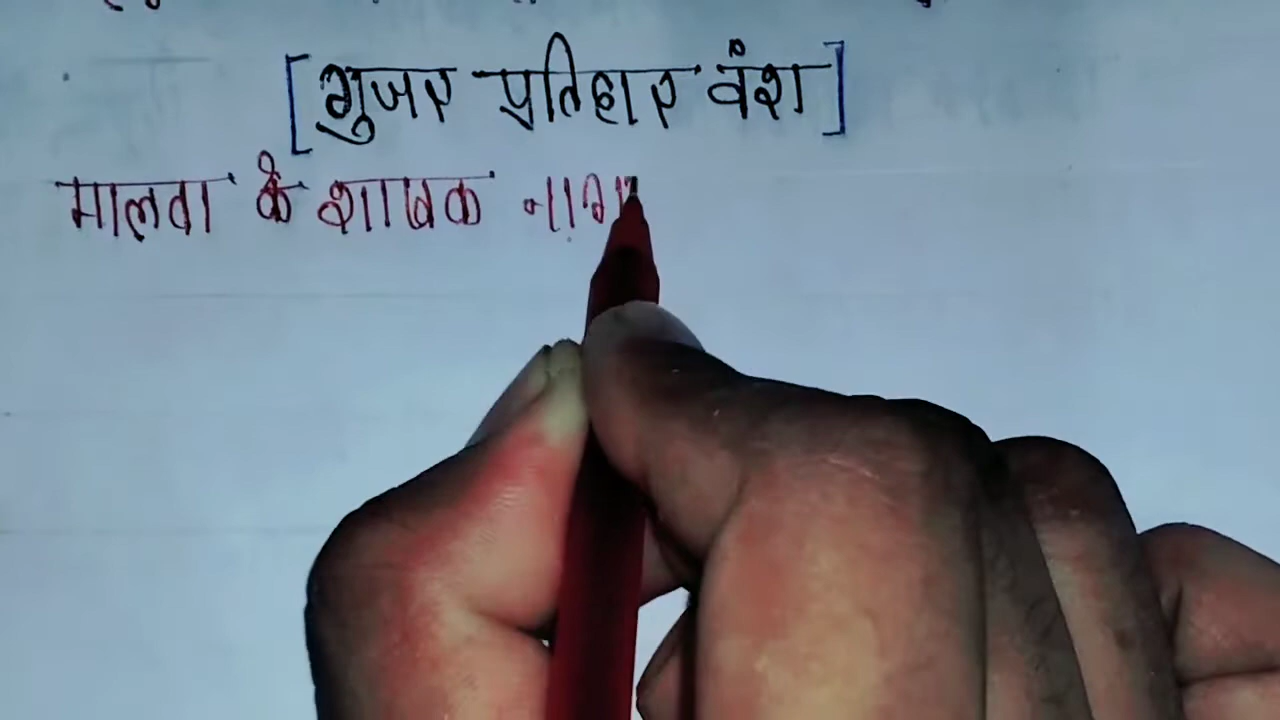 [गुजर प्रतिहार वंश]
मालवा के शासक